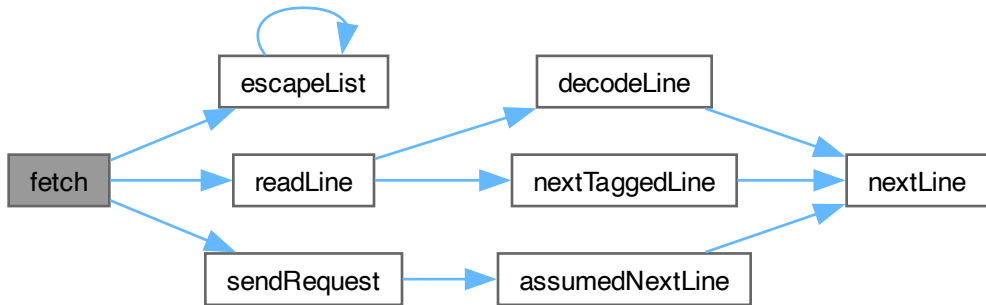 escapeList
decodeLine
fetch
readLine
nextTaggedLine
nextLine
sendRequest
assumedNextLine